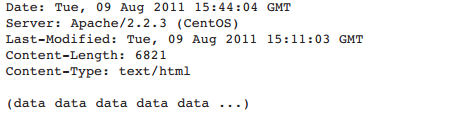 Date: Tue, 09 Aug 2011 15:44:04 GMT
Server: Apache/2.2.3 (CentOS)
Last-Modified: Tue, 09 Aug 2011 15:11:03 GMT
Content-Length: 6821
Content-Type: text/html
(data data data data data ...)